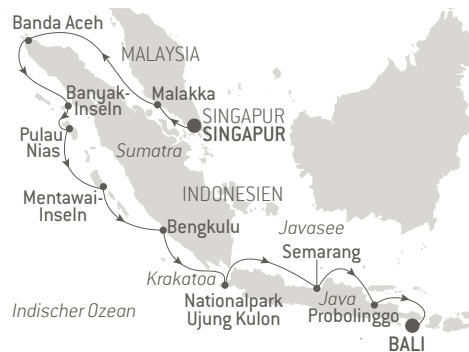 Banda Aceh
MALAYSIA
Banyak-
Inseln
Malakka
SINGAPUR
SINGAPUR
Pulau
Nias
Sumatra
Mentawai-
Inseln
INDONESIEN
Bengkulu
Javasee
Semarang
Krakatoa
Nationalpark
Ujung Kulon
Java
Probolinggo
Indischer Ozean
BALI